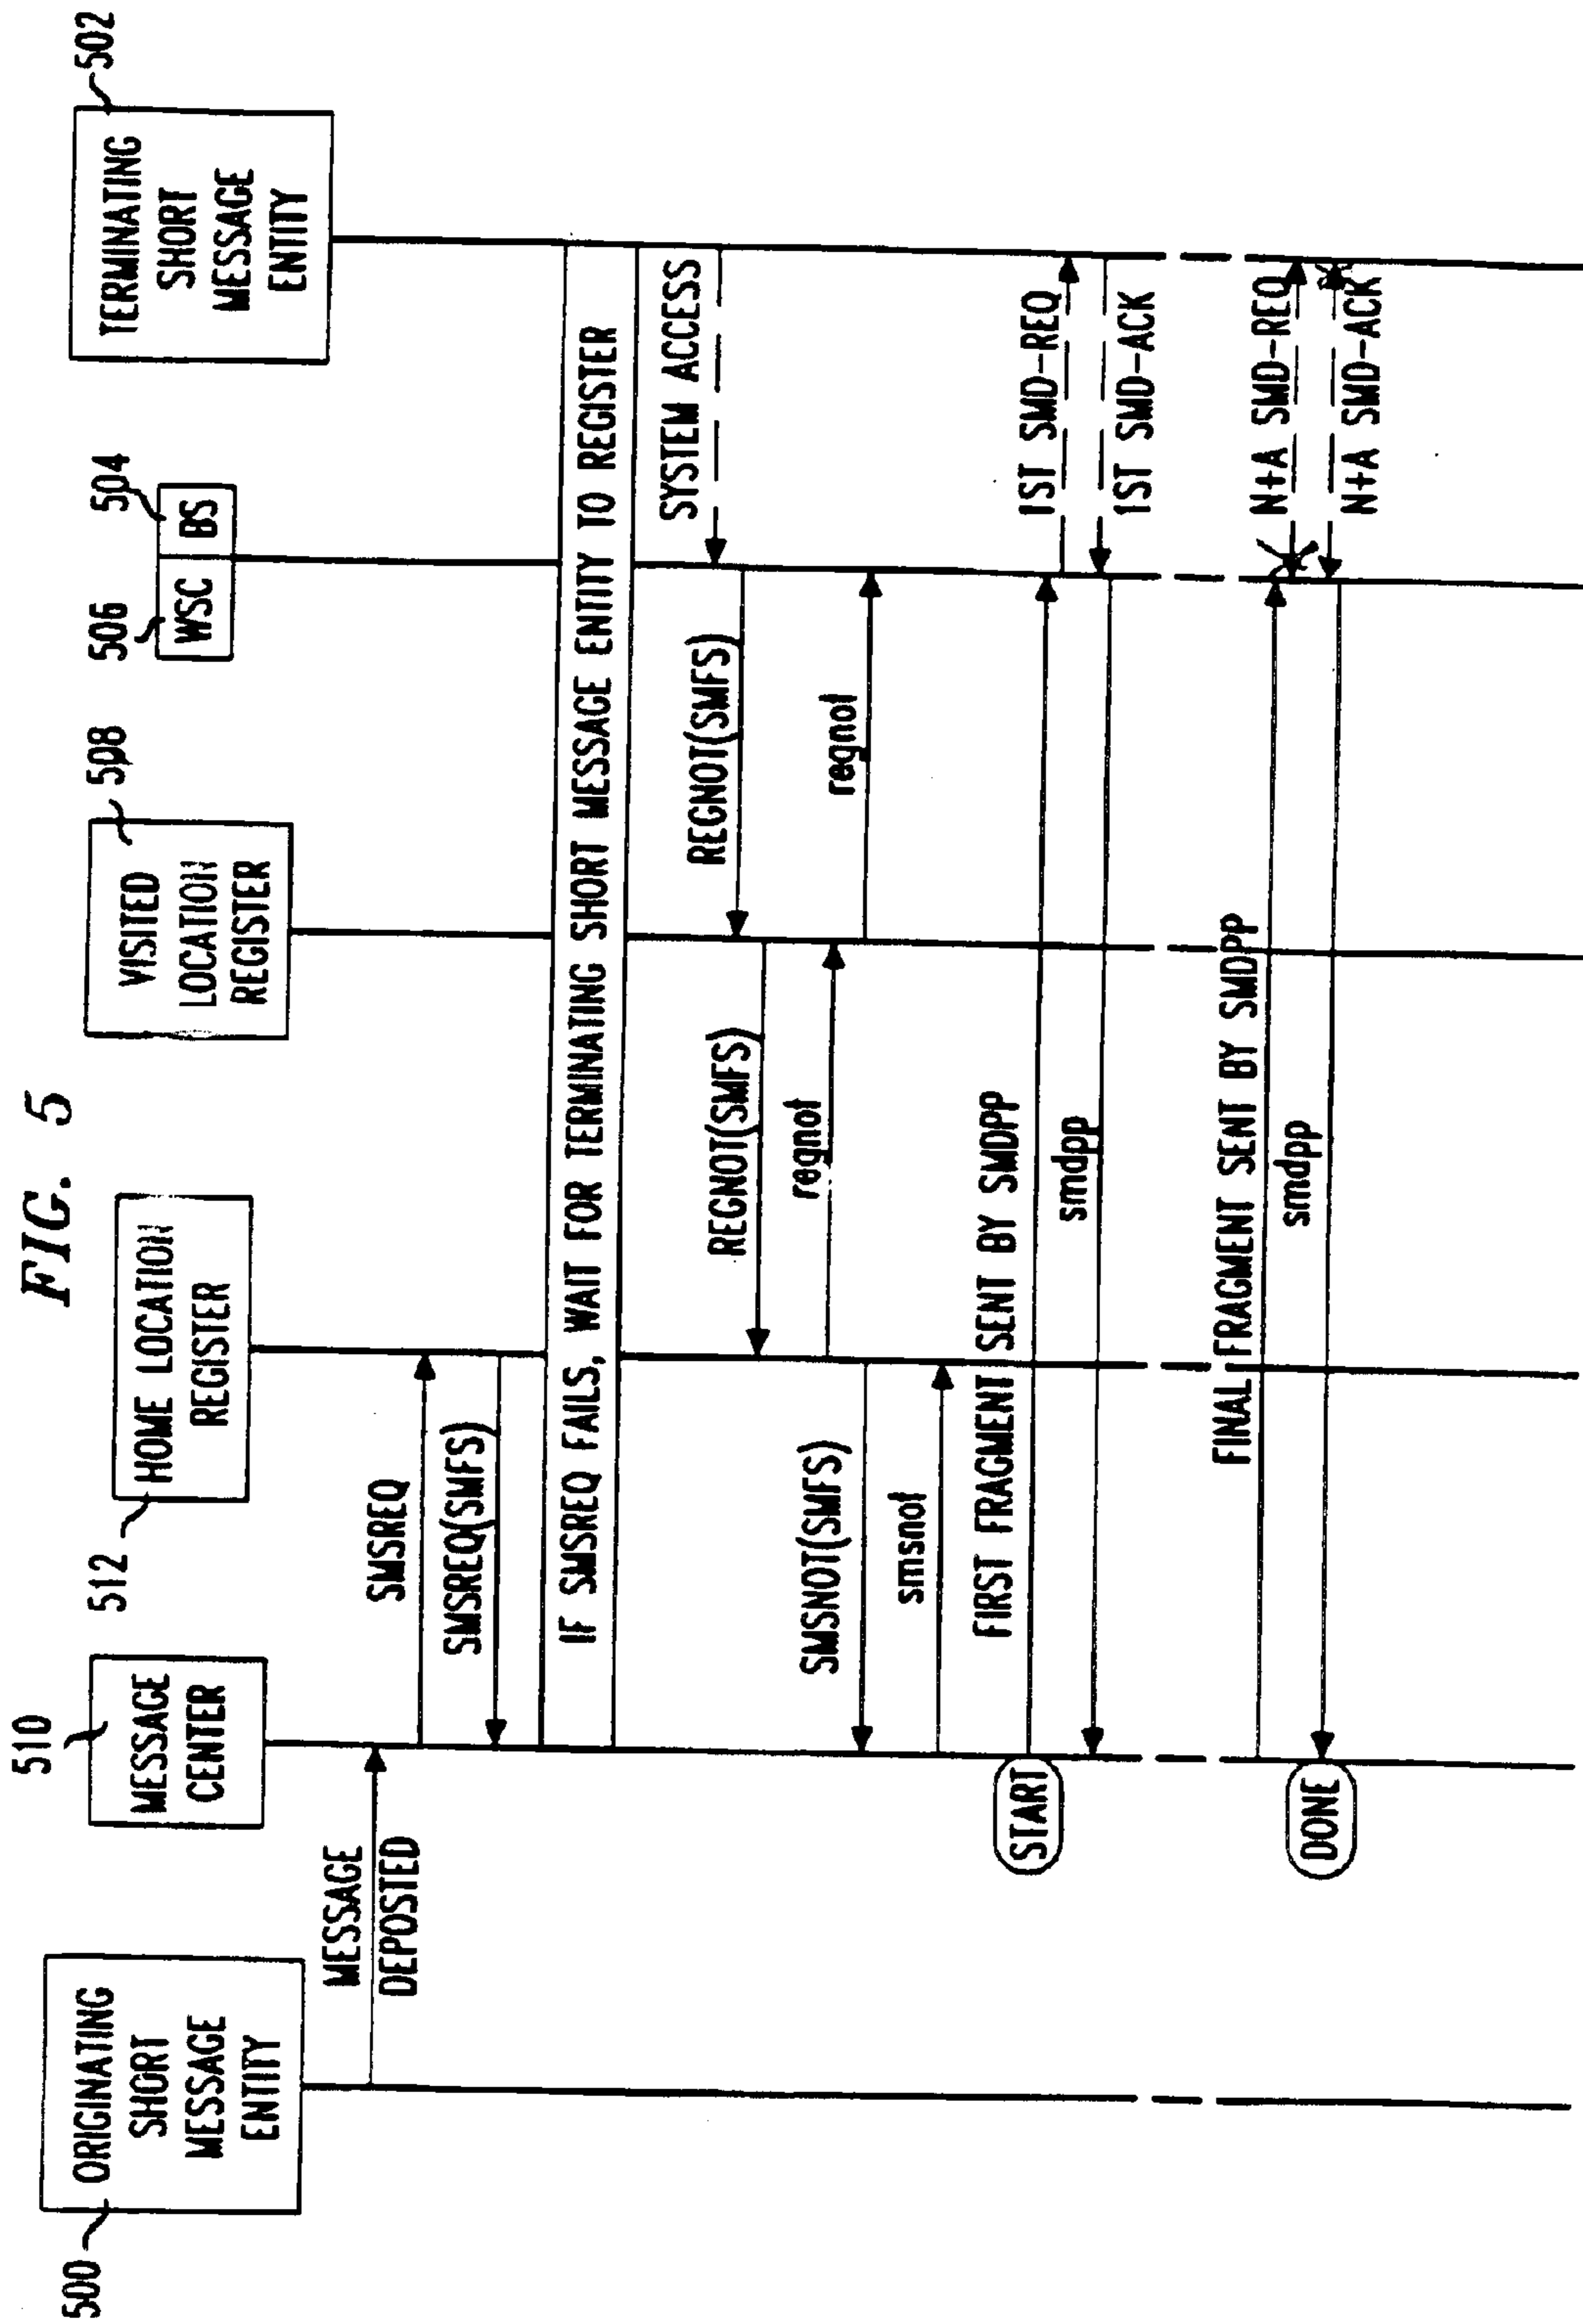 FIG. 5
500
ORIGINATING
SHORT
MESSAGE
ENTITY
510
MESSAGE
CENTER
512
HOME LOCATION
REGISTER
508
VISITED
LOCATION
REGISTER
506
WSC
BS
504
TERMINATING
SHORT
MESSAGE
ENTITY
502
MESSAGE
DEPOSTED
SMSREQ
SMSREQ(SMFS)
IF SMSREQ FAILS, WAIT FOR TERMINATING SHORT MESSAGE ENTITY TO REGISTER
SYSTEM ACCESS
REGNOT(SMFS)
REGNOT(SMFS)
regnot
regnot
SMSNOT(SMFS)
smsnot
START
FIRST FRAGMENT SENT BY SMDPP
1ST SMD-REQ
smdpp
1ST SMD-ACK
FINAL FRAGMENT SENT BY SMDPP
N+A SMD-REQ
DONE
smdpp
N+A SMD-ACK